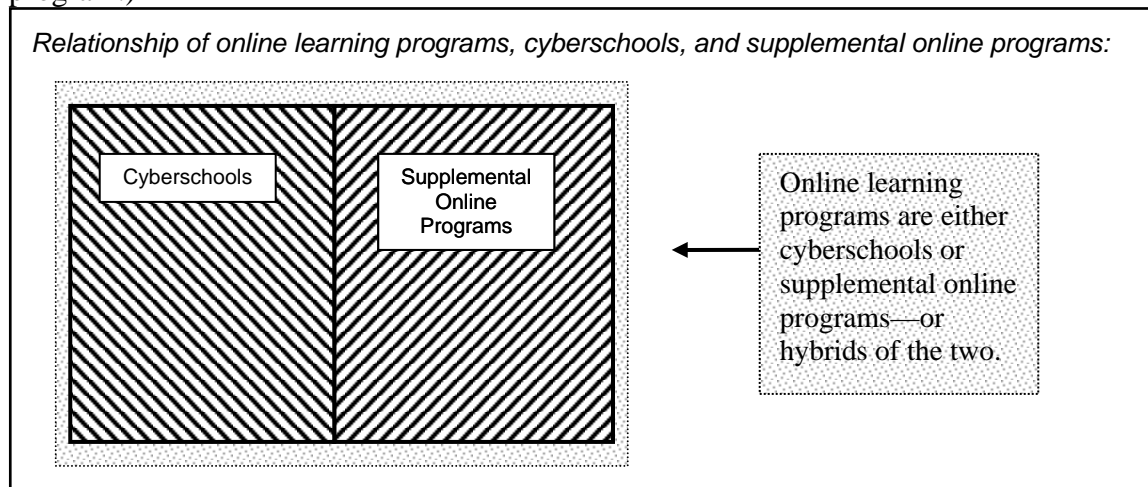 Relationship of online learning programs, cyberschools, and supplemental online programs:
Cyberschools
Supplemental
Online
Programs
Online learning
programs are either
cyberschools or
supplemental online
programs—or
hybrids of the two.